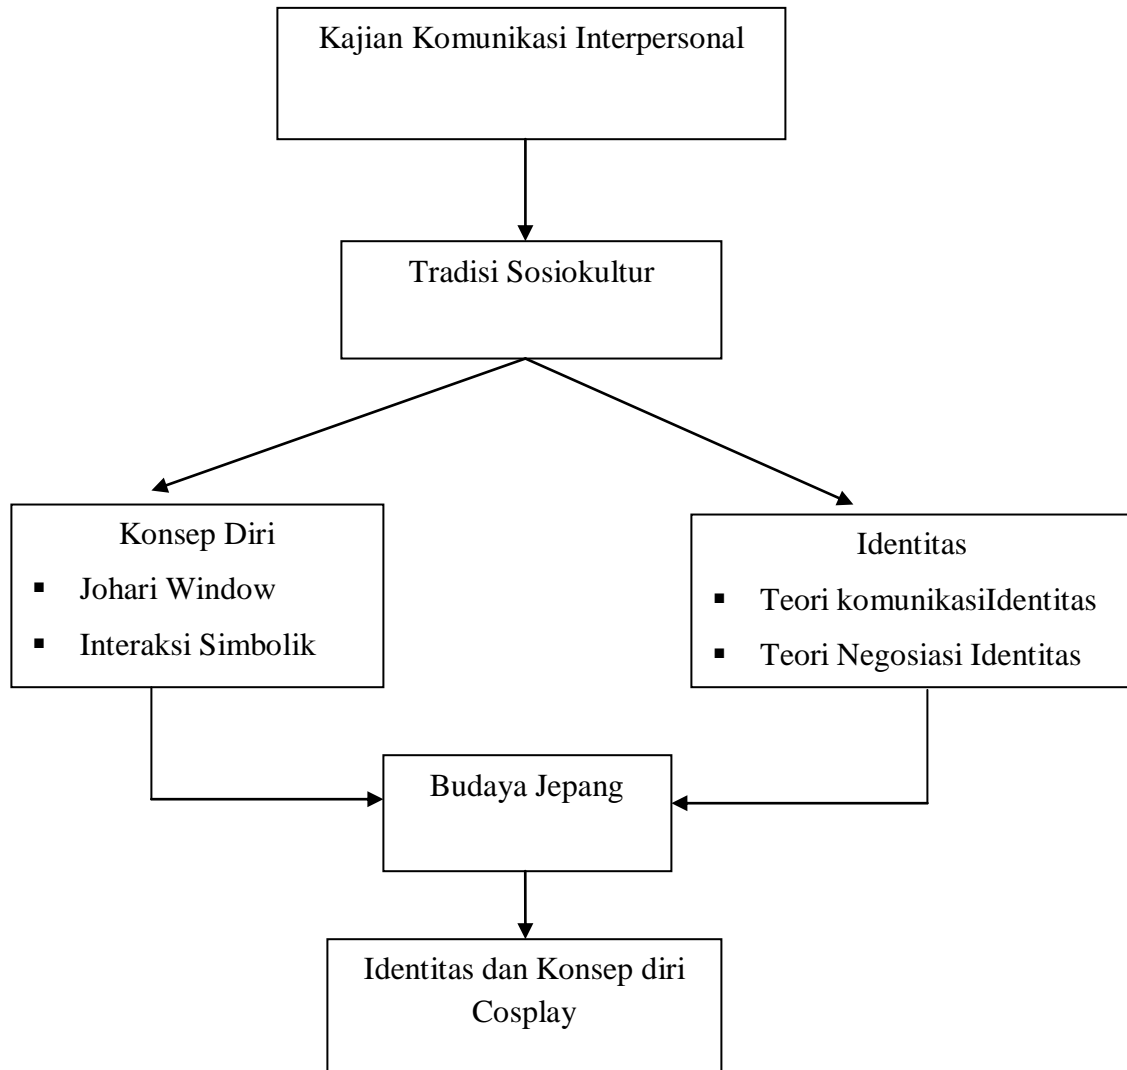 Kajian Komunikasi Interpersonal
Tradisi Sosiokultur
Konsep Diri
▪ Johari Window
▪ Interaksi Simbolik
Identitas
▪ Teori komunikasiIdentitas
▪ Teori Negosiasi Identitas
Budaya Jepang
Identitas dan Konsep diri
Cosplay